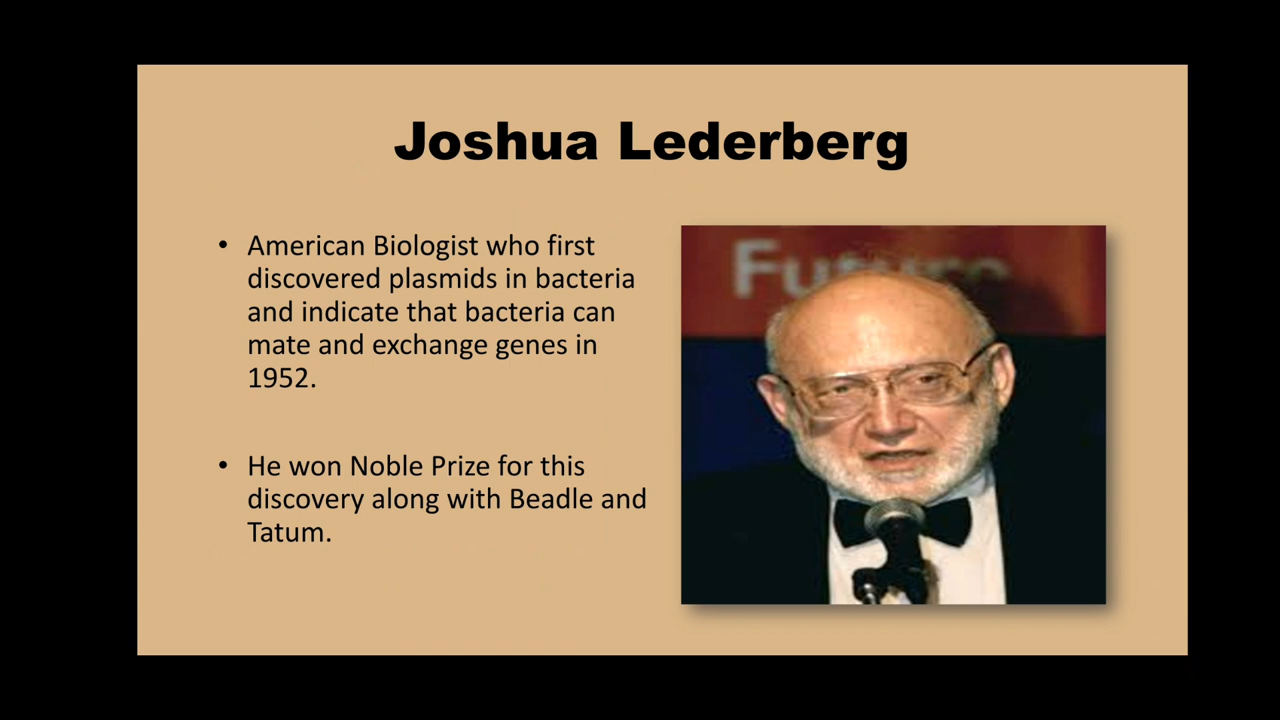 Joshua Lederberg
• American Biologist who first
discovered plasmids in bacteria
and indicate that bacteria can
mate and exchange genes in
1952.
• He won Noble Prize for this
discovery along with Beadle and
Tatum.
Future